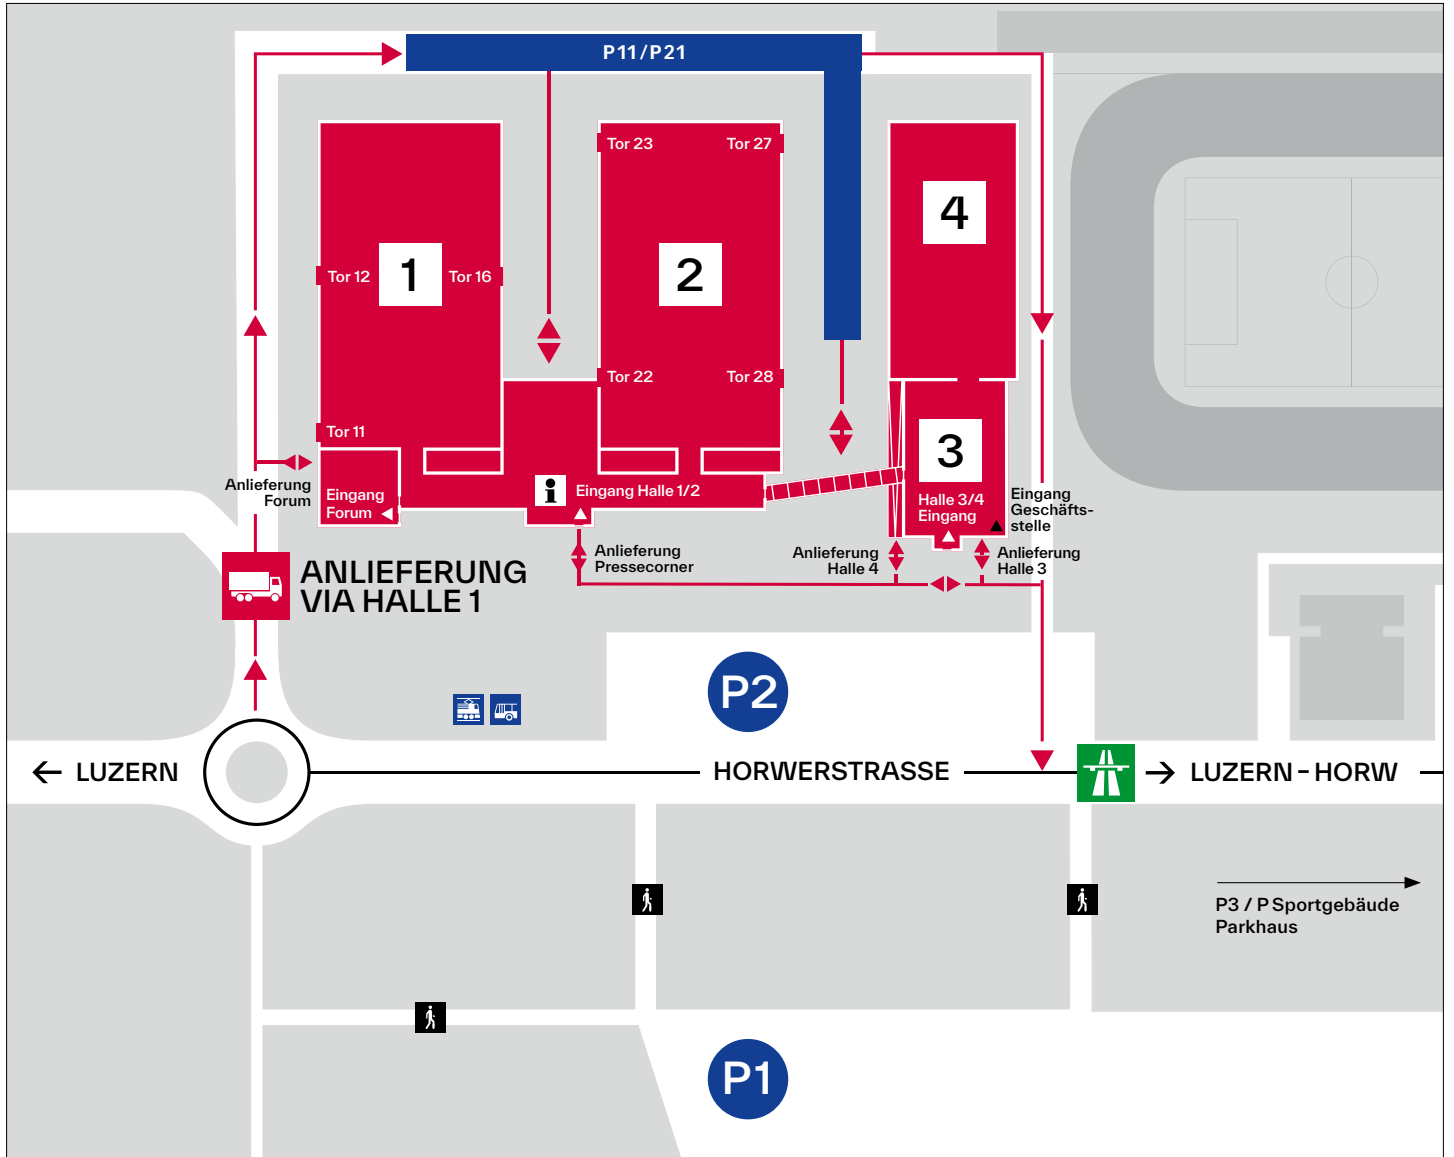 P11/P21
Tor 23
Tor 27
4
Tor 12
1
Tor 16
2
Tor 22
Tor 28
Tor 11
3
Anlieferung
Forum
Eingang
Forum
i
Eingang Halle 1/2
Halle 3/4
Eingang
Eingang
Geschäfts-
stelle
Anlieferung
Pressecorner
Anlieferung
Halle 4
Anlieferung
Halle 3
ANLIEFERUNG
VIA HALLE 1
P2
← LUZERN
HORWERSTRASSE
→ LUZERN – HORW
P3 / P Sportgebäude
Parkhaus
P1